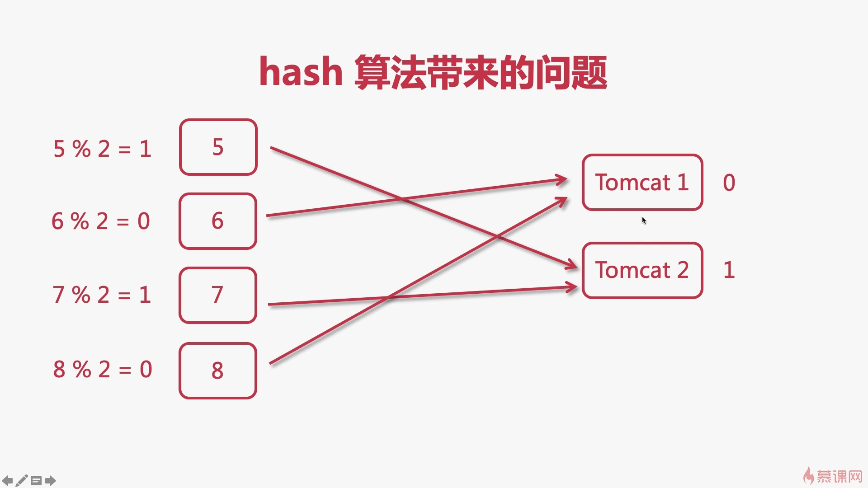 hash 算法带来的问题
5 % 2 = 1 5
6 % 2 = 0 6
7 % 2 = 1 7
8 % 2 = 0 8
Tomcat 1 0
Tomcat 2 1
慕课网